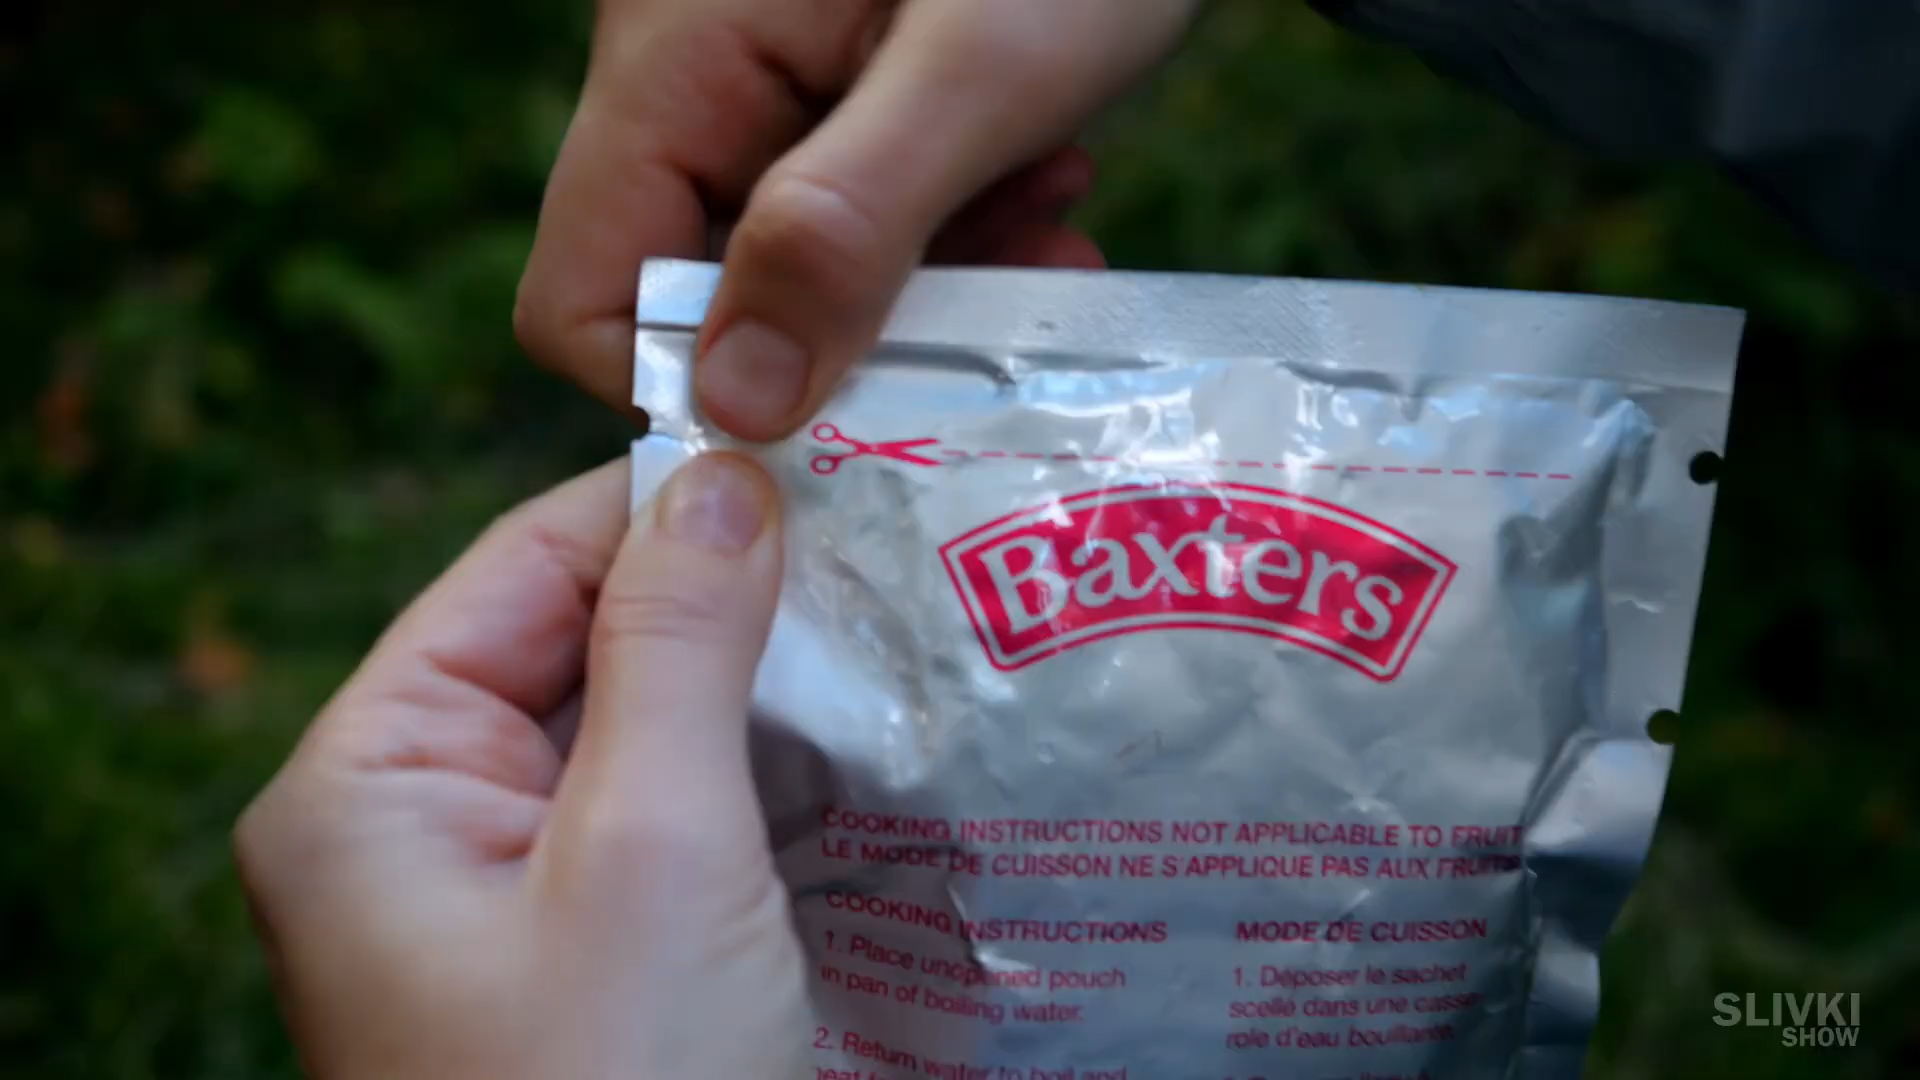 Baxters
COOKING INSTRUCTIONS NOT APPLICABLE TO FRUIT
LE MODE DE CUISSON NE S'APPLIQUE PAS AUX FRUITS
COOKING INSTRUCTIONS
1. Place unopened pouch
in pan of boiling water.
2. Return water to boil and
MODE DE CUISSON
1. Déposer le sachet
scellé dans une casse-
role d'eau bouillante.
SLIVKI
SHOW